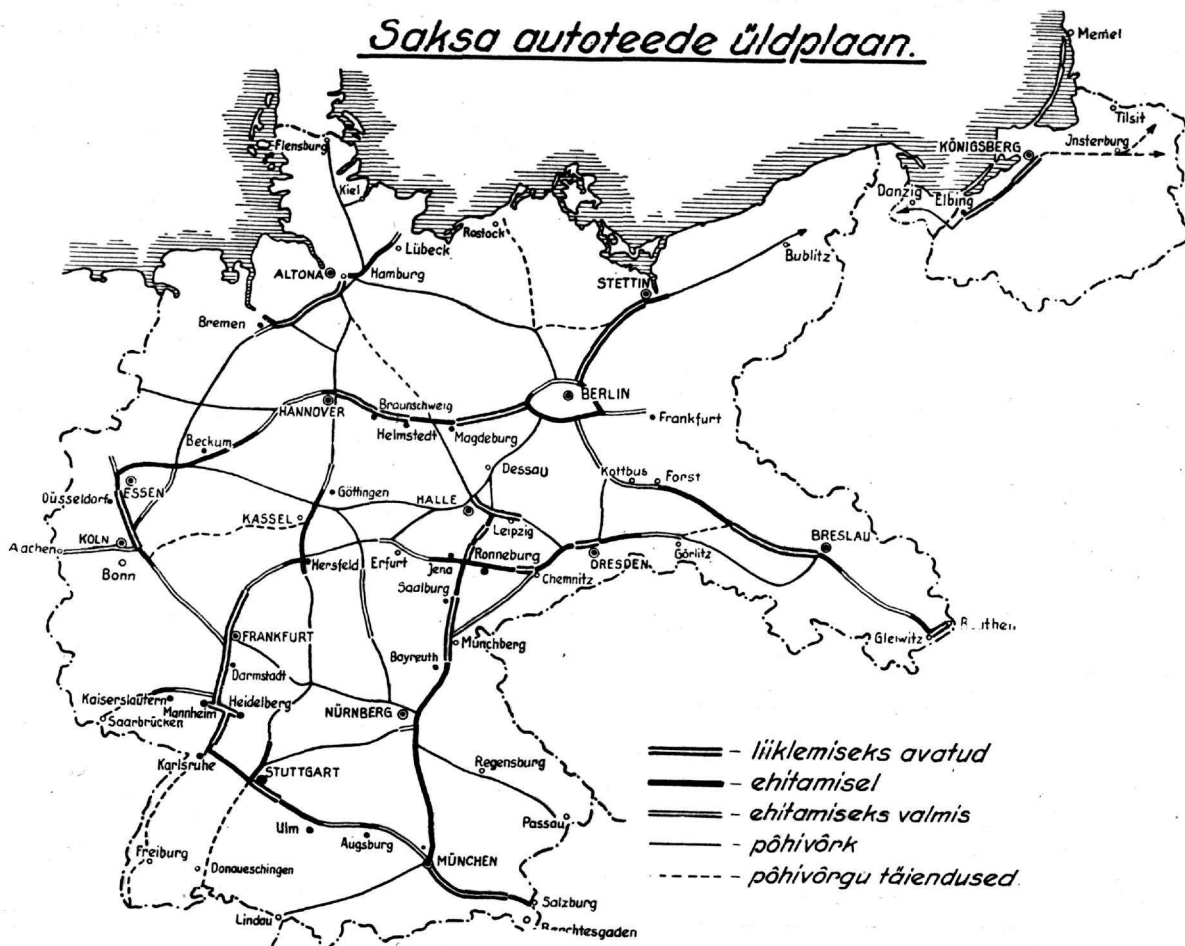 Saksa autoteede üldplaan.
Memel
Tilsit
Jnsterburg
KÖNIGSBERG
Danzig
Elbing
Flensburg
Kiel
Rostock
Lübeck
Bublitz
ALTONA
Hamburg
STETTIN
Bremen
BERLIN
HANNOVER
Braunschweig
Helmstedt
Magdeburg
Frankfurt
Beckum
Dessau
Kottbus
Forst
ESSEN
Düsseldorf
Göttingen
HALLE
KASSEL
Leipzig
KÖLN
Aachen
Bonn
Hersfeld
Erfurt
Jena
Ronneburg
DRESDEN
Görlitz
BRESLAU
Chemnitz
Saalburg
FRANKFURT
Münchberg
Gleiwitz
Bayreuth
Darmstadt
Kaiserslautern
Mannheim
Heidelberg
Saarbrücken
NÜRNBERG
Karlsruhe
STUTTGART
Regensburg
Ulm
Augsburg
Passau
Freiburg
Donaueschingen
MÜNCHEN
Lindau
Salzburg
Berchtesgaden
- liiklemiseks avatud
- ehitamisel
- ehitamiseks valmis
- põhivõrk
- põhivõrgu täiendused